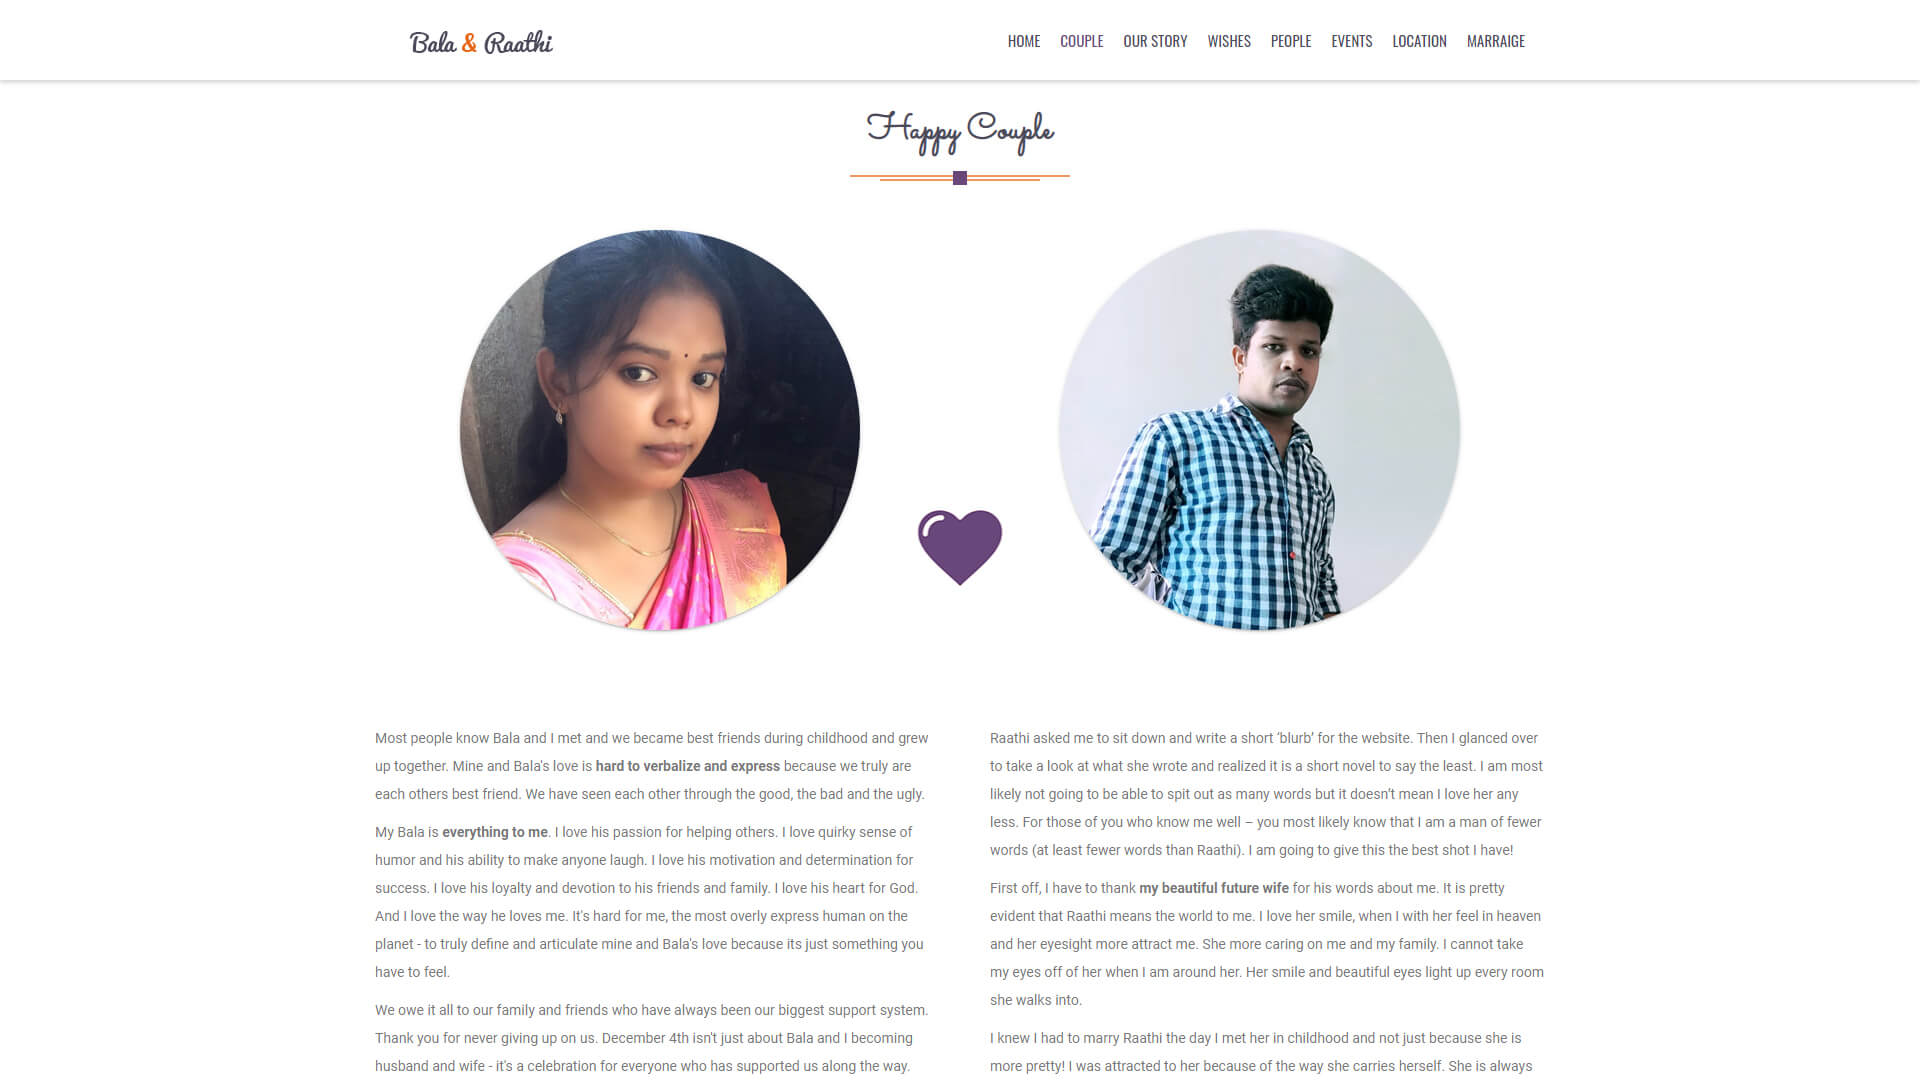 Bala & Raathi
HOME COUPLE OUR STORY WISHES PEOPLE EVENTS LOCATION MARRAIGE
Happy Couple
Most people know Bala and I met and we became best friends during childhood and grew
up together. Mine and Bala's love is hard to verbalize and express because we truly are
each others best friend. We have seen each other through the good, the bad and the ugly.
My Bala is everything to me. I love his passion for helping others. I love quirky sense of
humor and his ability to make anyone laugh. I love his motivation and determination for
success. I love his loyalty and devotion to his friends and family. I love his heart for God.
And I love the way he loves me. It's hard for me, the most overly express human on the
planet - to truly define and articulate mine and Bala's love because its just something you
have to feel.
We owe it all to our family and friends who have always been our biggest support system.
Thank you for never giving up on us. December 4th isn't just about Bala and I becoming
husband and wife - it's a celebration for everyone who has supported us along the way.
Raathi asked me to sit down and write a short ‘blurb’ for the website. Then I glanced over
to take a look at what she wrote and realized it is a short novel to say the least. I am most
likely not going to be able to spit out as many words but it doesn’t mean I love her any
less. For those of you who know me well – you most likely know that I am a man of fewer
words (at least fewer words than Raathi). I am going to give this the best shot I have!
First off, I have to thank my beautiful future wife for his words about me. It is pretty
evident that Raathi means the world to me. I love her smile, when I with her feel in heaven
and her eyesight more attract me. She more caring on me and my family. I cannot take
my eyes off of her when I am around her. Her smile and beautiful eyes light up every room
she walks into.
I knew I had to marry Raathi the day I met her in childhood and not just because she is
more pretty! I was attracted to her because of the way she carries herself. She is always